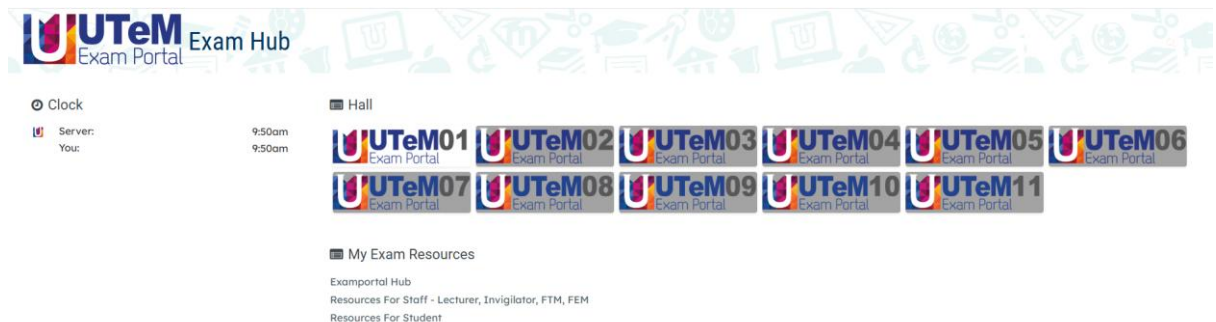 UTeM Exam Hub
Exam Portal
Clock
Server: 9:50am
You: 9:50am
Hall
UTeM01 UTeM02 UTeM03 UTeM04 UTeM05 UTeM06
Exam Portal Exam Portal Exam Portal Exam Portal Exam Portal Exam Portal
UTeM07 UTeM08 UTeM09 UTeM10 UTeM11
Exam Portal Exam Portal Exam Portal Exam Portal Exam Portal
My Exam Resources
Examportal Hub
Resources For Staff - Lecturer, Invigilator, FTM, FEM
Resources For Student